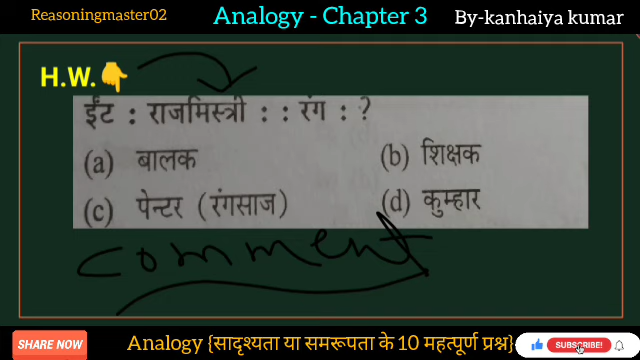 Reasoningmaster02
Analogy - Chapter 3
By-kanhaiya kumar
H.W.👇
ईंट : राजमिस्त्री : : रंग : ?
(a) बालक
(b) शिक्षक
(c) पेन्टर (रंगसाज)
(d) कुम्हार
comment
SHARE NOW
Analogy {सादृश्यता या समरूपता के 10 महत्पूर्ण प्रश्न}
SUBSCRIBE!